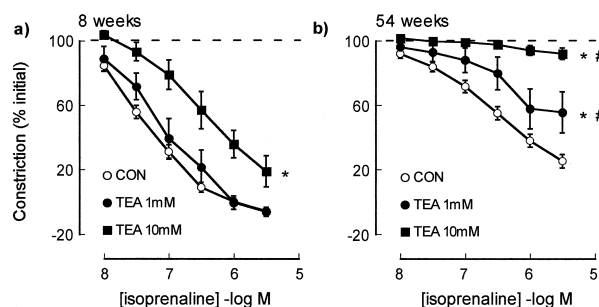 a)
8 weeks
100
60
20
-20
Constriction (% initial)
CON
TEA 1mM
TEA 10mM
*
8
7
6
5
[isoprenaline] -log M
b)
54 weeks
100
60
20
-20
* #
* #
CON
TEA 1mM
TEA 10mM
8
7
6
5
[isoprenaline] -log M